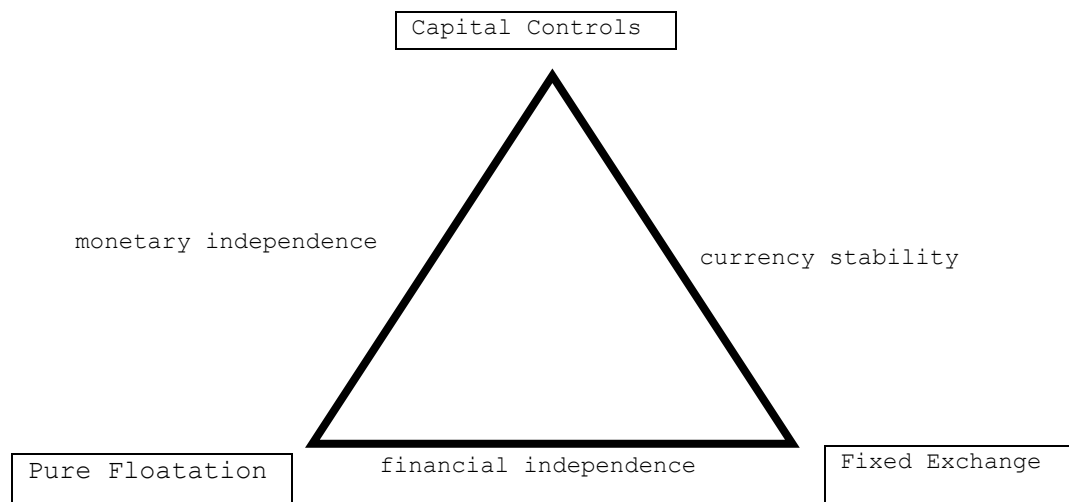 Capital Controls
monetary independence
currency stability
Pure Floatation
financial independence
Fixed Exchange